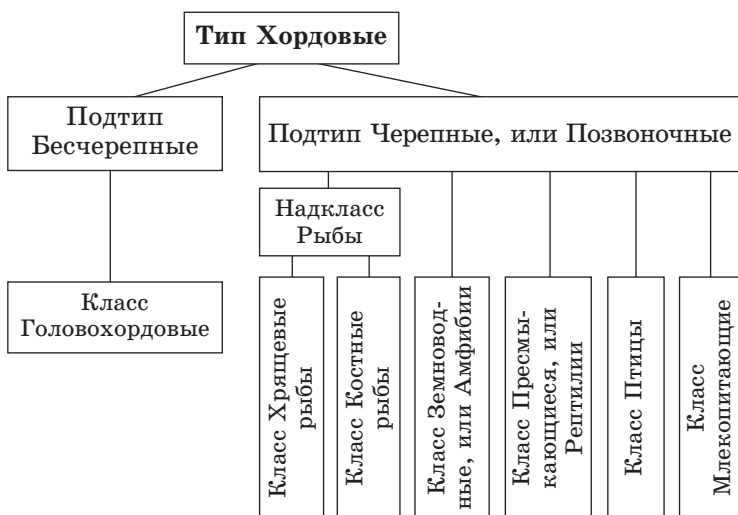 Тип Хордовые
Подтип
Бесчерепные
Подтип Черепные, или Позвоночные
Надкласс
Рыбы
Класс
Головохордовые
Класс Хрящевые
рыбы
Класс Костные
рыбы
Класс Земновод-
ные, или Амфибии
Класс Пресмы-
кающиеся, или
Рептилии
Класс Птицы
Класс
Млекопитающие